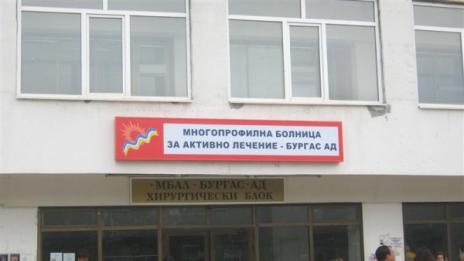 МНОГОПРОФИЛНА БОЛНИЦА
ЗА АКТИВНО ЛЕЧЕНИЕ - БУРГАС АД
·МБАЛ - БУРГАС·АД
ХИРУРГИЧЕСКИ БЛОК